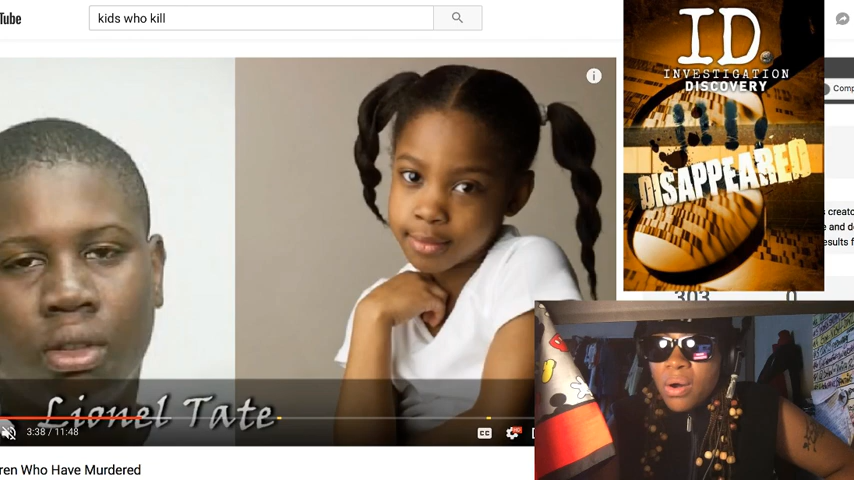 Tube
kids who kill
ID.
INVESTIGATION
DISCOVERY
DISAPPEARED
Comp
s creato
e and d
esults f
303 0
Lionel Tate
3:38 / 11:48
CC
ren Who Have Murdered